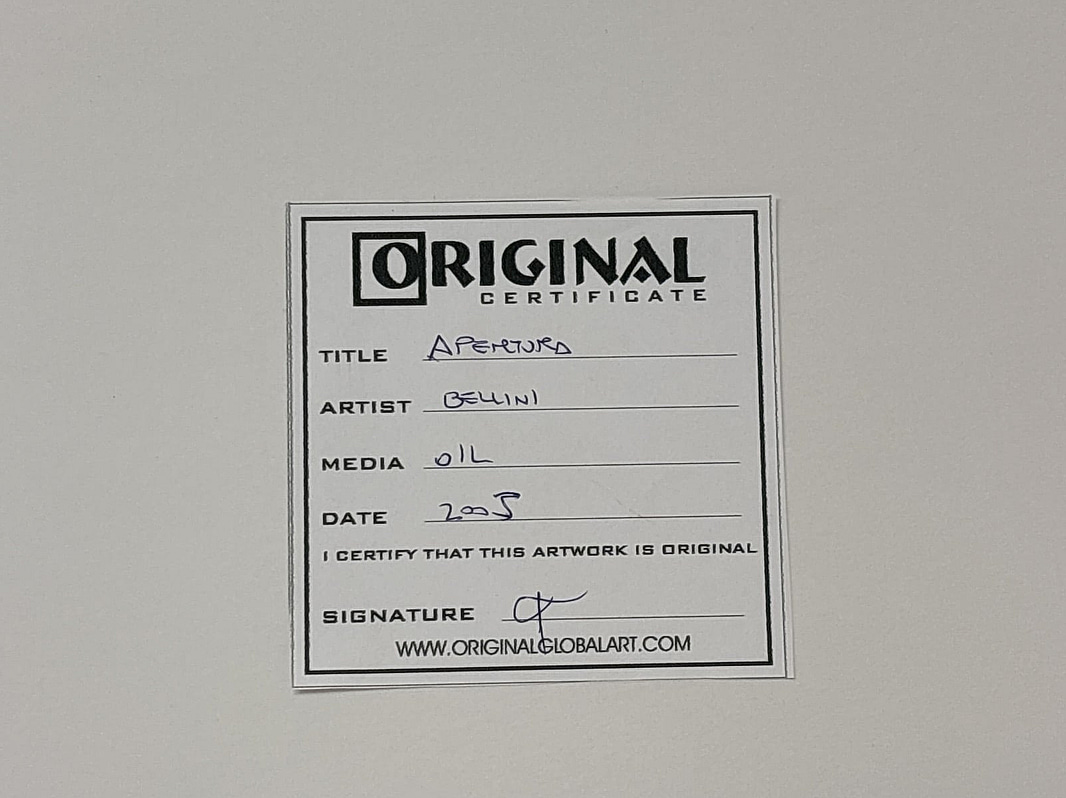 ORIGINAL
CERTIFICATE
TITLE APERTURA
ARTIST BELLINI
MEDIA OIL
DATE 2005
I CERTIFY THAT THIS ARTWORK IS ORIGINAL
SIGNATURE
WWW.ORIGINALGLOBALART.COM